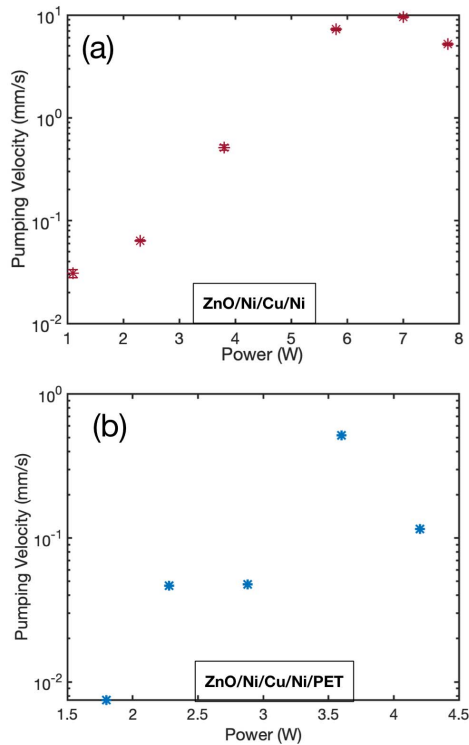 (a)
10^1
10^0
10^-1
10^-2
Pumping Velocity (mm/s)
ZnO/Ni/Cu/Ni
1 2 3 4 5 6 7 8
Power (W)
(b)
10^0
10^-1
10^-2
Pumping Velocity (mm/s)
ZnO/Ni/Cu/Ni/PET
1.5 2 2.5 3 3.5 4 4.5
Power (W)